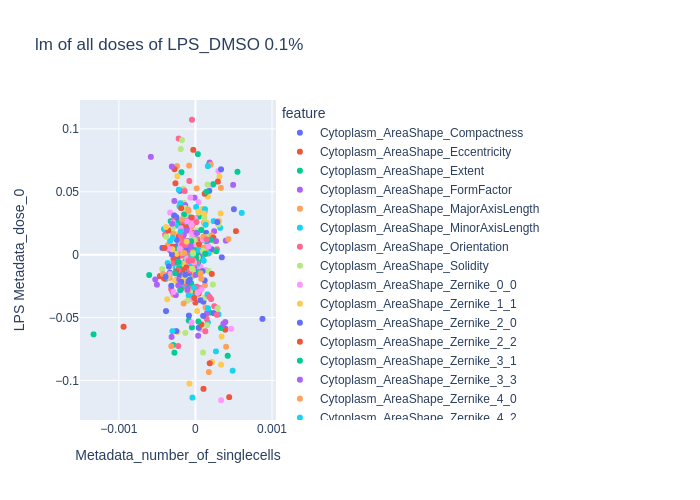 lm of all doses of LPS_DMSO 0.1%
feature
Cytoplasm_AreaShape_Compactness
Cytoplasm_AreaShape_Eccentricity
Cytoplasm_AreaShape_Extent
Cytoplasm_AreaShape_FormFactor
Cytoplasm_AreaShape_MajorAxisLength
Cytoplasm_AreaShape_MinorAxisLength
Cytoplasm_AreaShape_Orientation
Cytoplasm_AreaShape_Solidity
Cytoplasm_AreaShape_Zernike_0_0
Cytoplasm_AreaShape_Zernike_1_1
Cytoplasm_AreaShape_Zernike_2_0
Cytoplasm_AreaShape_Zernike_2_2
Cytoplasm_AreaShape_Zernike_3_1
Cytoplasm_AreaShape_Zernike_3_3
Cytoplasm_AreaShape_Zernike_4_0
Cytoplasm_AreaShape_Zernike_4_2
LPS Metadata_dose_0
0.1
0.05
0
−0.05
−0.1
−0.001
0
0.001
Metadata_number_of_singlecells